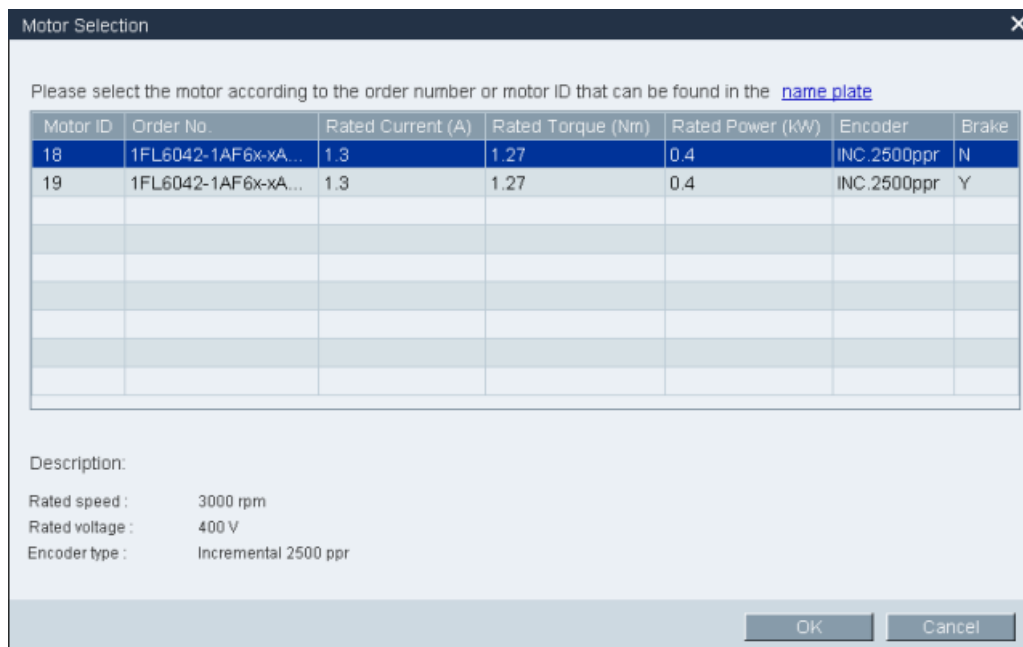 Motor Selection
Please select the motor according to the order number or motor ID that can be found in the name plate
Motor ID Order No. Rated Current (A) Rated Torque (Nm) Rated Power (kW) Encoder Brake
18 1FL6042-1AF6x-xA... 1.3 1.27 0.4 INC.2500ppr N
19 1FL6042-1AF6x-xA... 1.3 1.27 0.4 INC.2500ppr Y
Description:
Rated speed : 3000 rpm
Rated voltage : 400 V
Encoder type : Incremental 2500 ppr
OK Cancel